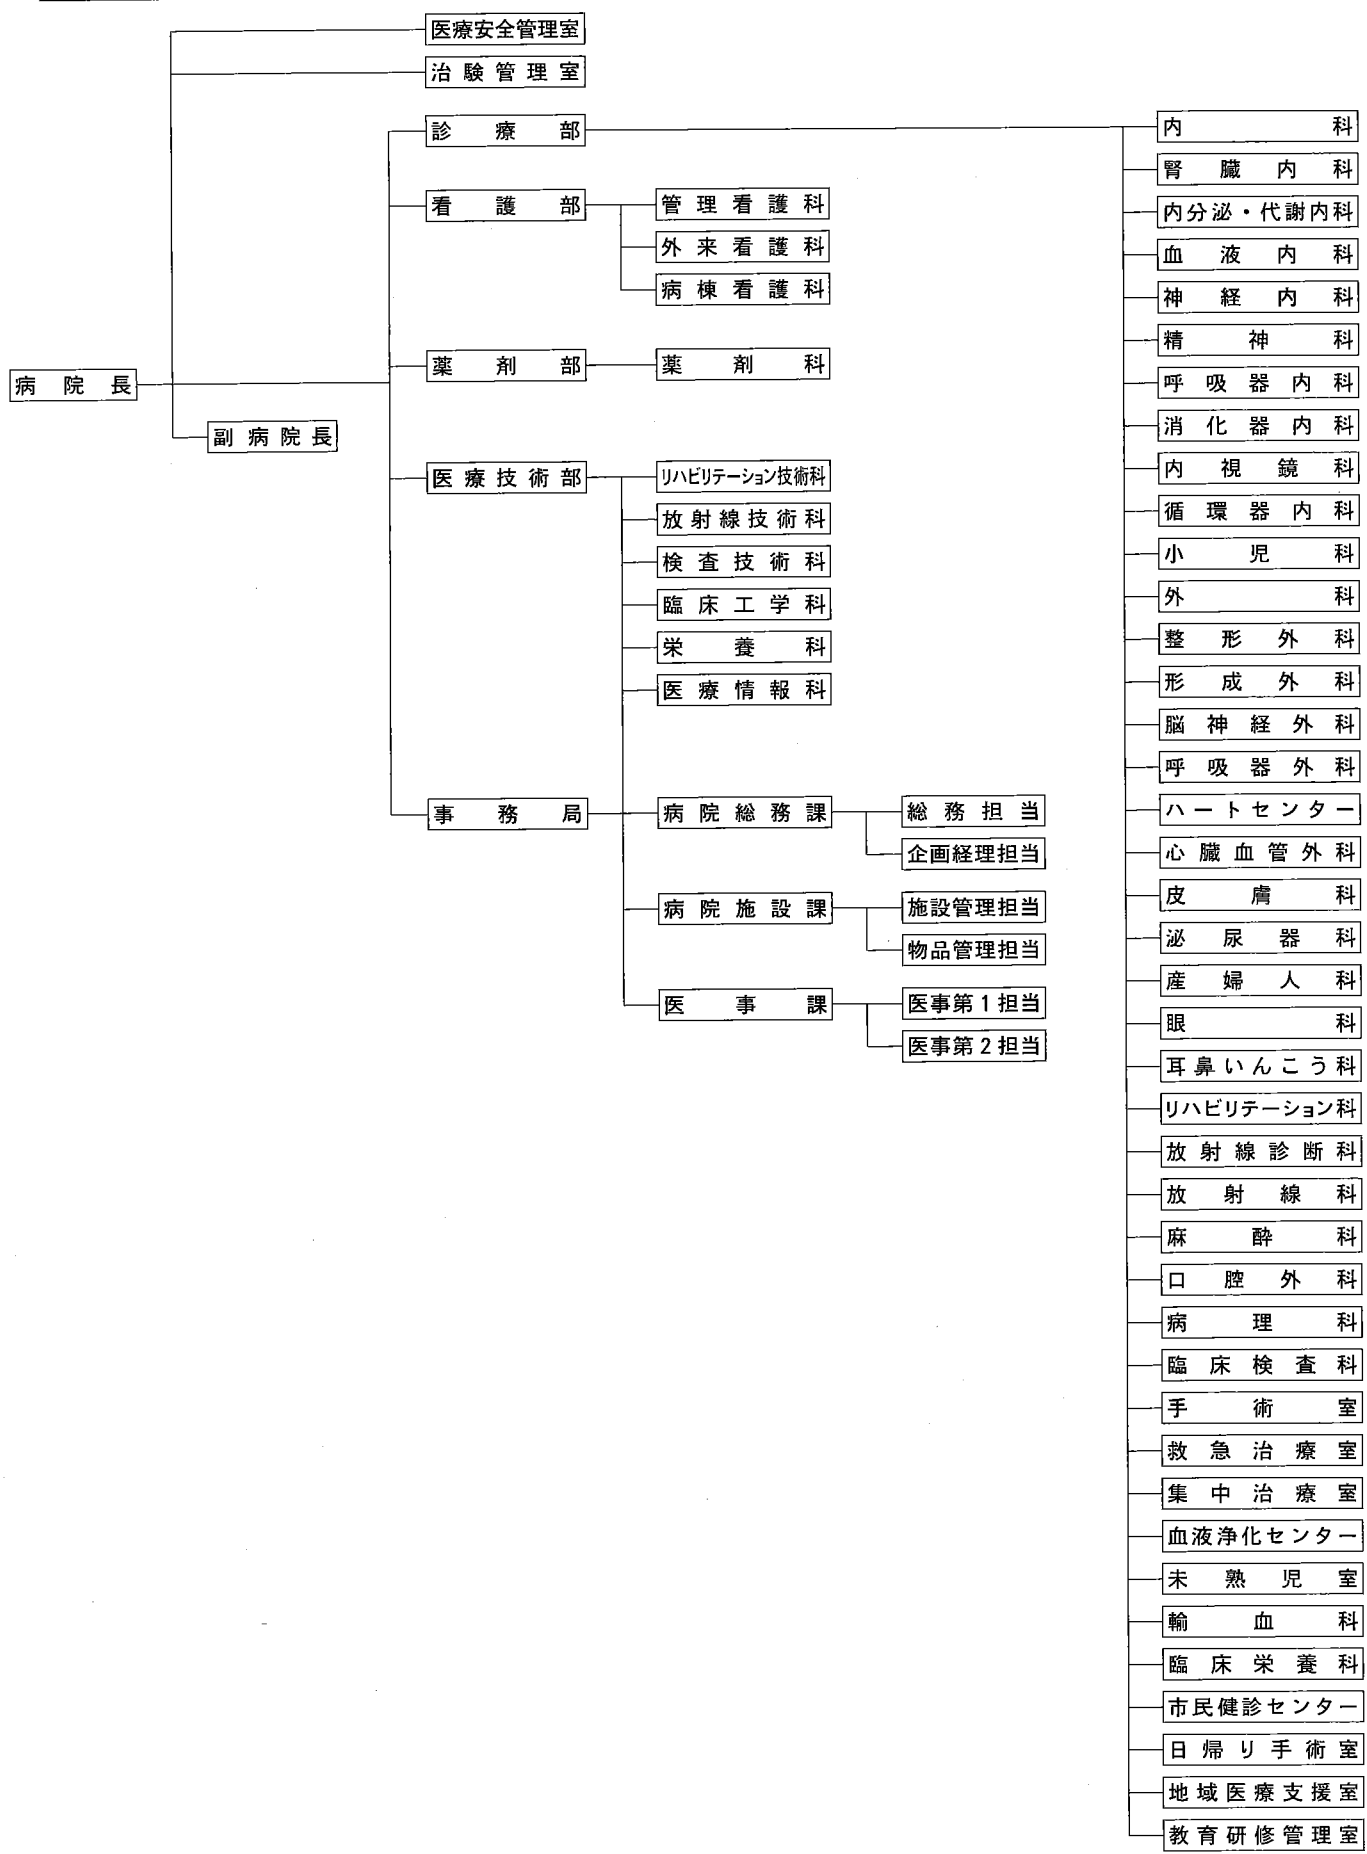 医療安全管理室
治験管理室
診療部
看護部
管理看護科
外来看護科
病棟看護科
薬剤部
薬剤科
病院長
副病院長
医療技術部
リハビリテーション技術科
放射線技術科
検査技術科
臨床工学科
栄養科
医療情報科
事務局
病院総務課
総務担当
企画経理担当
病院施設課
施設管理担当
物品管理担当
医事課
医事第1担当
医事第2担当
内科
腎臓内科
内分泌・代謝内科
血液内科
神経内科
精神科
呼吸器内科
消化器内科
内視鏡科
循環器内科
小児科
外科
整形外科
形成外科
脳神経外科
呼吸器外科
ハートセンター
心臓血管外科
皮膚科
泌尿器科
産婦人科
眼科
耳鼻いんこう科
リハビリテーション科
放射線診断科
放射線科
麻酔科
口腔外科
病理科
臨床検査科
手術室
救急治療室
集中治療室
血液浄化センター
未熟児室
輸血科
臨床栄養科
市民健診センター
日帰り手術室
地域医療支援室
教育研修管理室